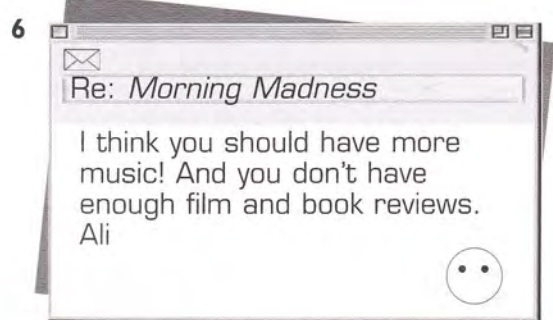 6
Re: Morning Madness
I think you should have more
music! And you don't have
enough film and book reviews.
Ali